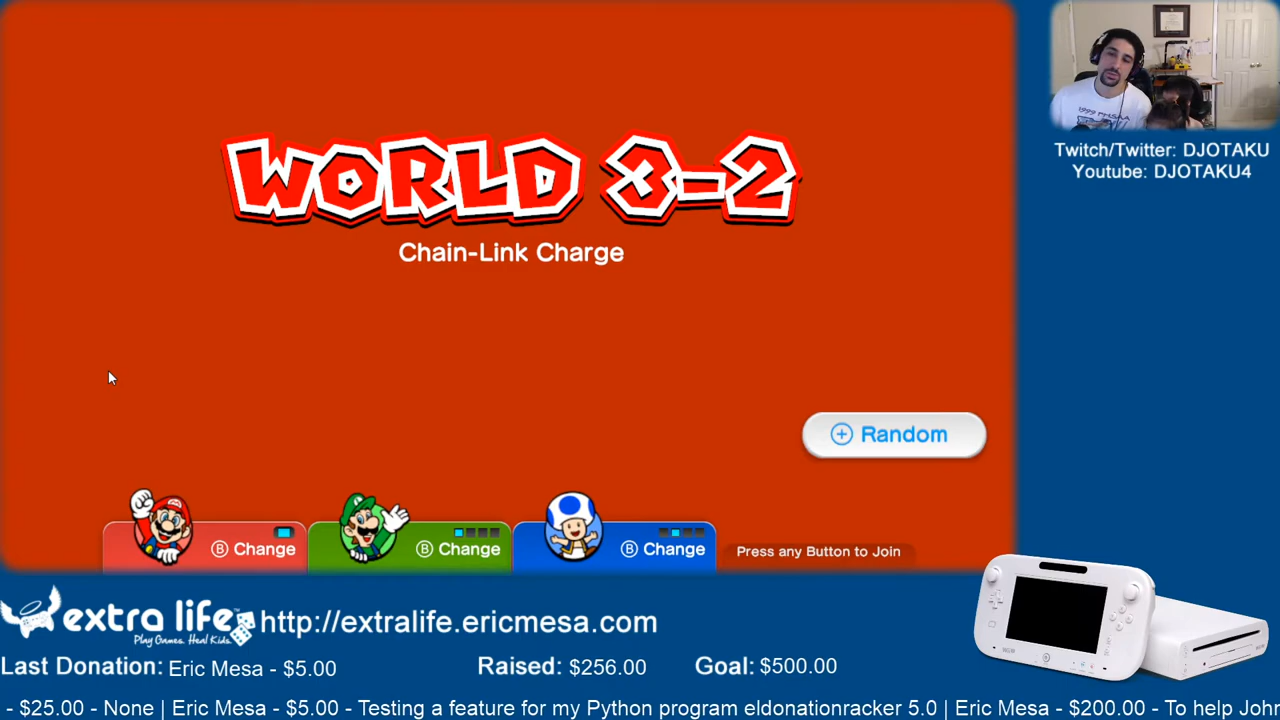 WORLD 3-2
Chain-Link Charge
+ Random
B Change
B Change
B Change
Press any Button to Join
1999 PHSAA
Twitch/Twitter: DJOTAKU
Youtube: DJOTAKU4
extra life
Play Games. Heal Kids.
http://extralife.ericmesa.com
Last Donation: Eric Mesa - $5.00 Raised: $256.00 Goal: $500.00
- $25.00 - None | Eric Mesa - $5.00 - Testing a feature for my Python program eldonationracker 5.0 | Eric Mesa - $200.00 - To help John